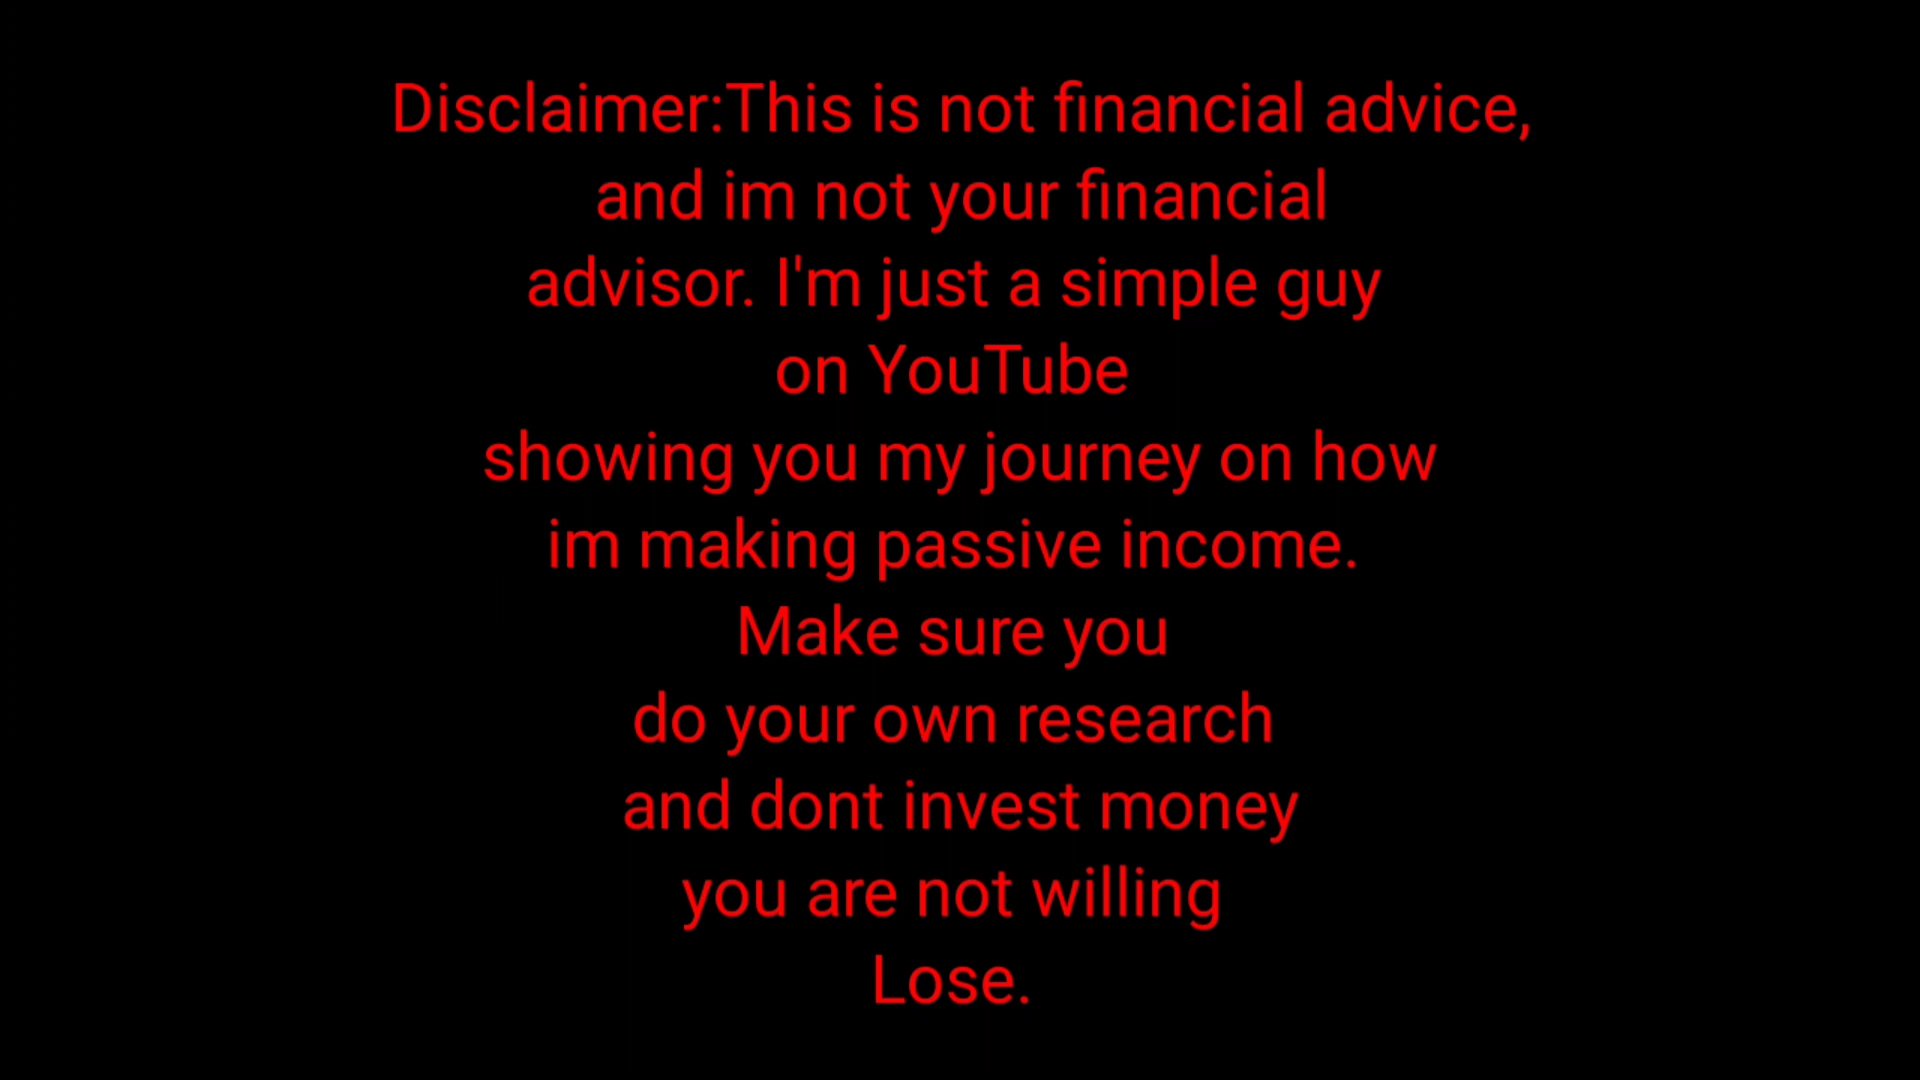 Disclaimer:This is not financial advice,
and im not your financial
advisor. I'm just a simple guy
on YouTube
showing you my journey on how
im making passive income.
Make sure you
do your own research
and dont invest money
you are not willing
Lose.